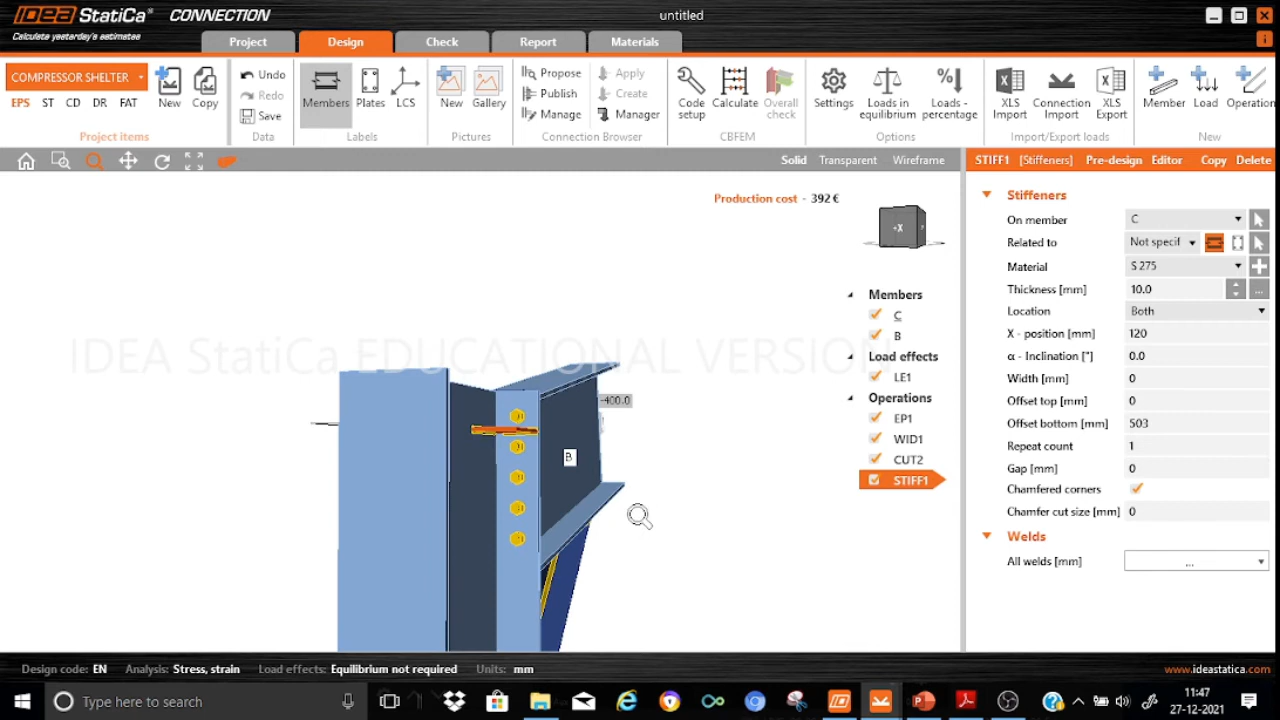 IDEA StatiCa® CONNECTION
Calculate yesterday's estimates
untitled
Project Design Check Report Materials
COMPRESSOR SHELTER
EPS ST CD DR FAT
New Copy
Project items
Undo
Redo
Save
Data
Members Plates LCS
Labels
New Gallery
Pictures
Propose
Publish
Manage
Apply
Create
Manager
Connection Browser
Code setup
Calculate
Overall check
CBFEM
Settings
Loads in equilibrium
Loads - percentage
Options
XLS Import
Connection Import
XLS Export
Import/Export loads
Member Load Operation
New
Solid Transparent Wireframe
STIFF1 [Stiffeners] Pre-design Editor Copy Delete
Production cost - 392 €
+X
Members
C
B
Load effects
LE1
Operations
EP1
WID1
CUT2
STIFF1
IDEA StatiCa EDUCATIONAL VERSION
-400.0
B
Stiffeners
On member C
Related to Not specif
Material S 275
Thickness [mm] 10.0
Location Both
X - position [mm] 120
α - Inclination [°] 0.0
Width [mm] 0
Offset top [mm] 0
Offset bottom [mm] 503
Repeat count 1
Gap [mm] 0
Chamfered corners
Chamfer cut size [mm] 0
Welds
All welds [mm] ...
Design code: EN Analysis: Stress, strain Load effects: Equilibrium not required Units: mm
www.ideastatica.com
Type here to search
11:47
27-12-2021